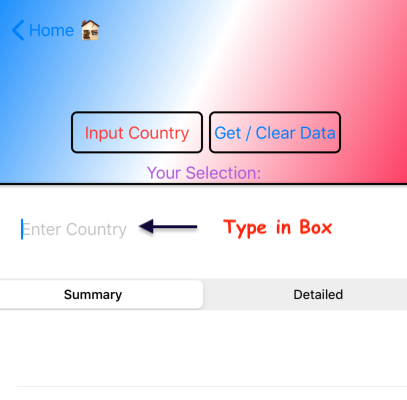 Home
Input Country Get / Clear Data
Your Selection:
Enter Country Type in Box
Summary Detailed